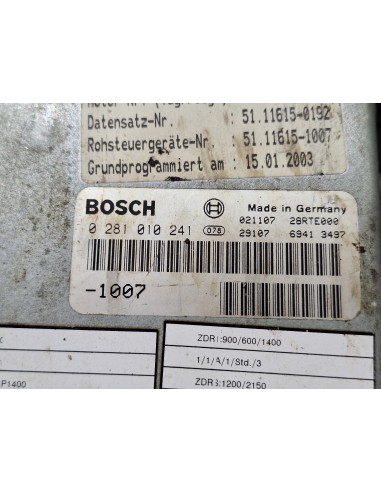 Datensatz-Nr. : 51.11615-0192
Rohsteuergeräte-Nr. : 51.11615-1007
Grundprogrammiert am : 15.01.2003
BOSCH Made in Germany
0 281 010 241 078 021107 28RTE000
29107 6941 3497
-1007
ZDR1:900/600/1400
1/1/A/1/Std./3
P1400 ZDR3:1200/2150